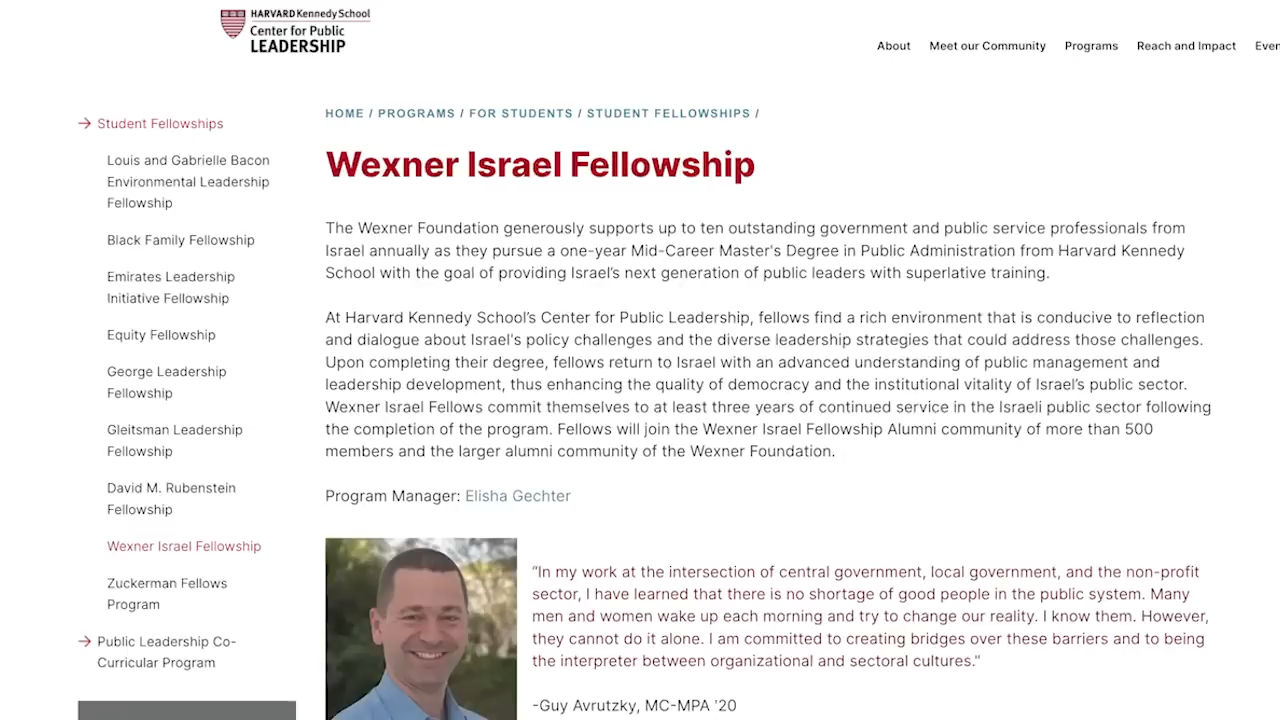 HARVARD Kennedy School
Center for Public
LEADERSHIP
About
Meet our Community
Programs
Reach and Impact
HOME / PROGRAMS / FOR STUDENTS / STUDENT FELLOWSHIPS /
Student Fellowships
Louis and Gabrielle Bacon
Environmental Leadership
Fellowship
Black Family Fellowship
Emirates Leadership
Initiative Fellowship
Equity Fellowship
George Leadership
Fellowship
Gleitsman Leadership
Fellowship
David M. Rubenstein
Fellowship
Wexner Israel Fellowship
Zuckerman Fellows
Program
Public Leadership Co-
Curricular Program
Wexner Israel Fellowship
The Wexner Foundation generously supports up to ten outstanding government and public service professionals from
Israel annually as they pursue a one-year Mid-Career Master's Degree in Public Administration from Harvard Kennedy
School with the goal of providing Israel’s next generation of public leaders with superlative training.
At Harvard Kennedy School’s Center for Public Leadership, fellows find a rich environment that is conducive to reflection
and dialogue about Israel's policy challenges and the diverse leadership strategies that could address those challenges.
Upon completing their degree, fellows return to Israel with an advanced understanding of public management and
leadership development, thus enhancing the quality of democracy and the institutional vitality of Israel’s public sector.
Wexner Israel Fellows commit themselves to at least three years of continued service in the Israeli public sector following
the completion of the program. Fellows will join the Wexner Israel Fellowship Alumni community of more than 500
members and the larger alumni community of the Wexner Foundation.
Program Manager: Elisha Gechter
“In my work at the intersection of central government, local government, and the non-profit
sector, I have learned that there is no shortage of good people in the public system. Many
men and women wake up each morning and try to change our reality. I know them. However,
they cannot do it alone. I am committed to creating bridges over these barriers and to being
the interpreter between organizational and sectoral cultures."
-Guy Avrutzky, MC-MPA '20